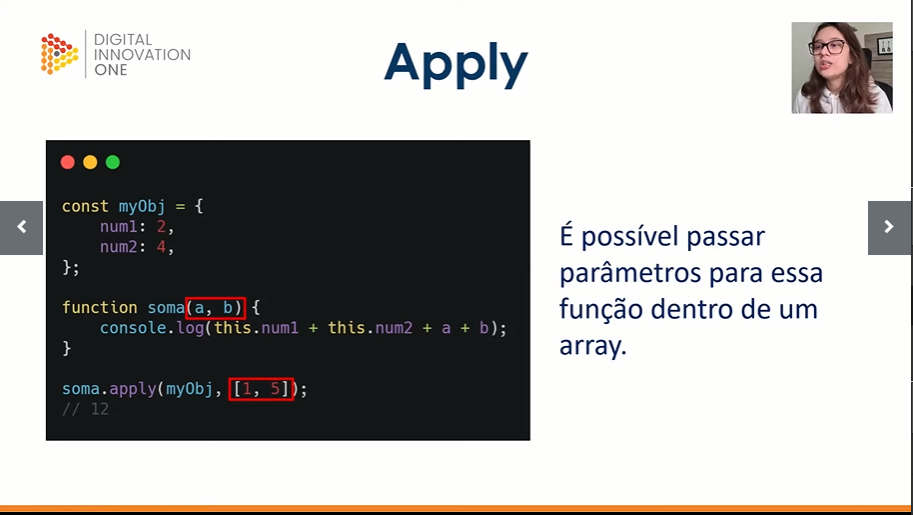 DIGITAL
INNOVATION
ONE
Apply
const myObj = {
    num1: 2,
    num2: 4,
};
function soma(a, b) {
    console.log(this.num1 + this.num2 + a + b);
}
soma.apply(myObj, [1, 5]);
// 12
É possível passar
parâmetros para essa
função dentro de um
array.